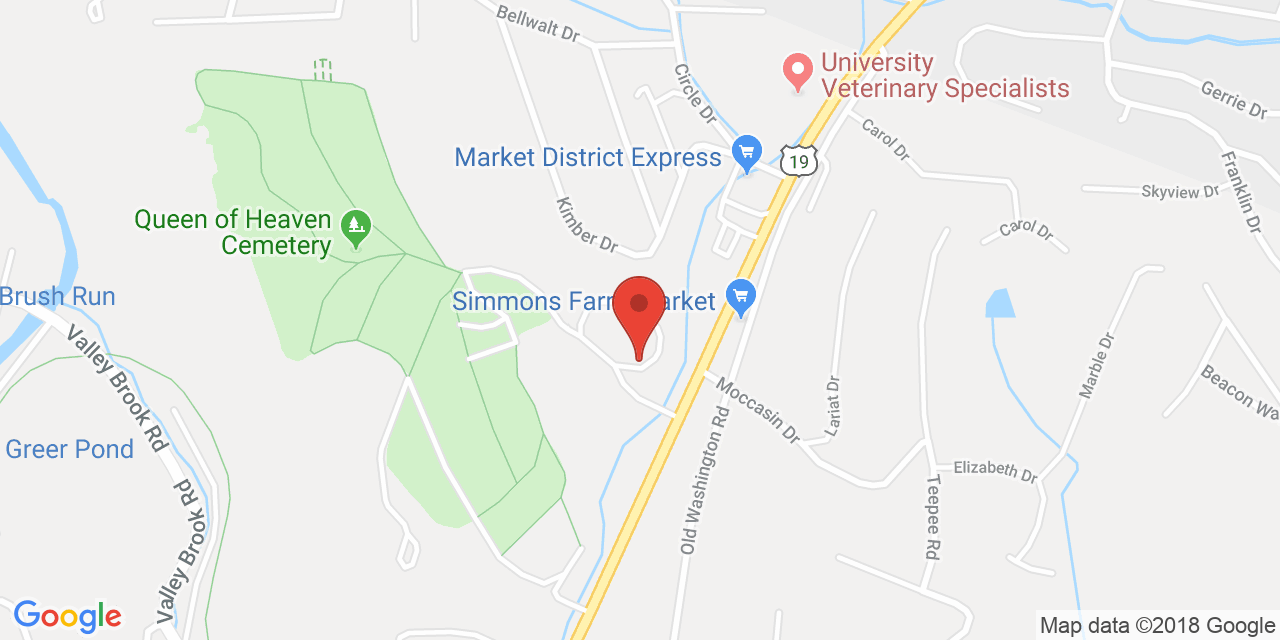 Bellwalt Dr
Circle Dr
University
Veterinary Specialists
Gerrie Dr
Carol Dr
Market District Express
19
Franklin Dr
Skyview Dr
Kimber Dr
Queen of Heaven
Cemetery
Carol Dr
Brush Run
Simmons Farm Market
Valley Brook Rd
Marble Dr
Moccasin Dr
Lariat Dr
Beacon Wa
Greer Pond
Old Washington Rd
Elizabeth Dr
Teepee Rd
Valley Brook Rd
Google
Map data ©2018 Google